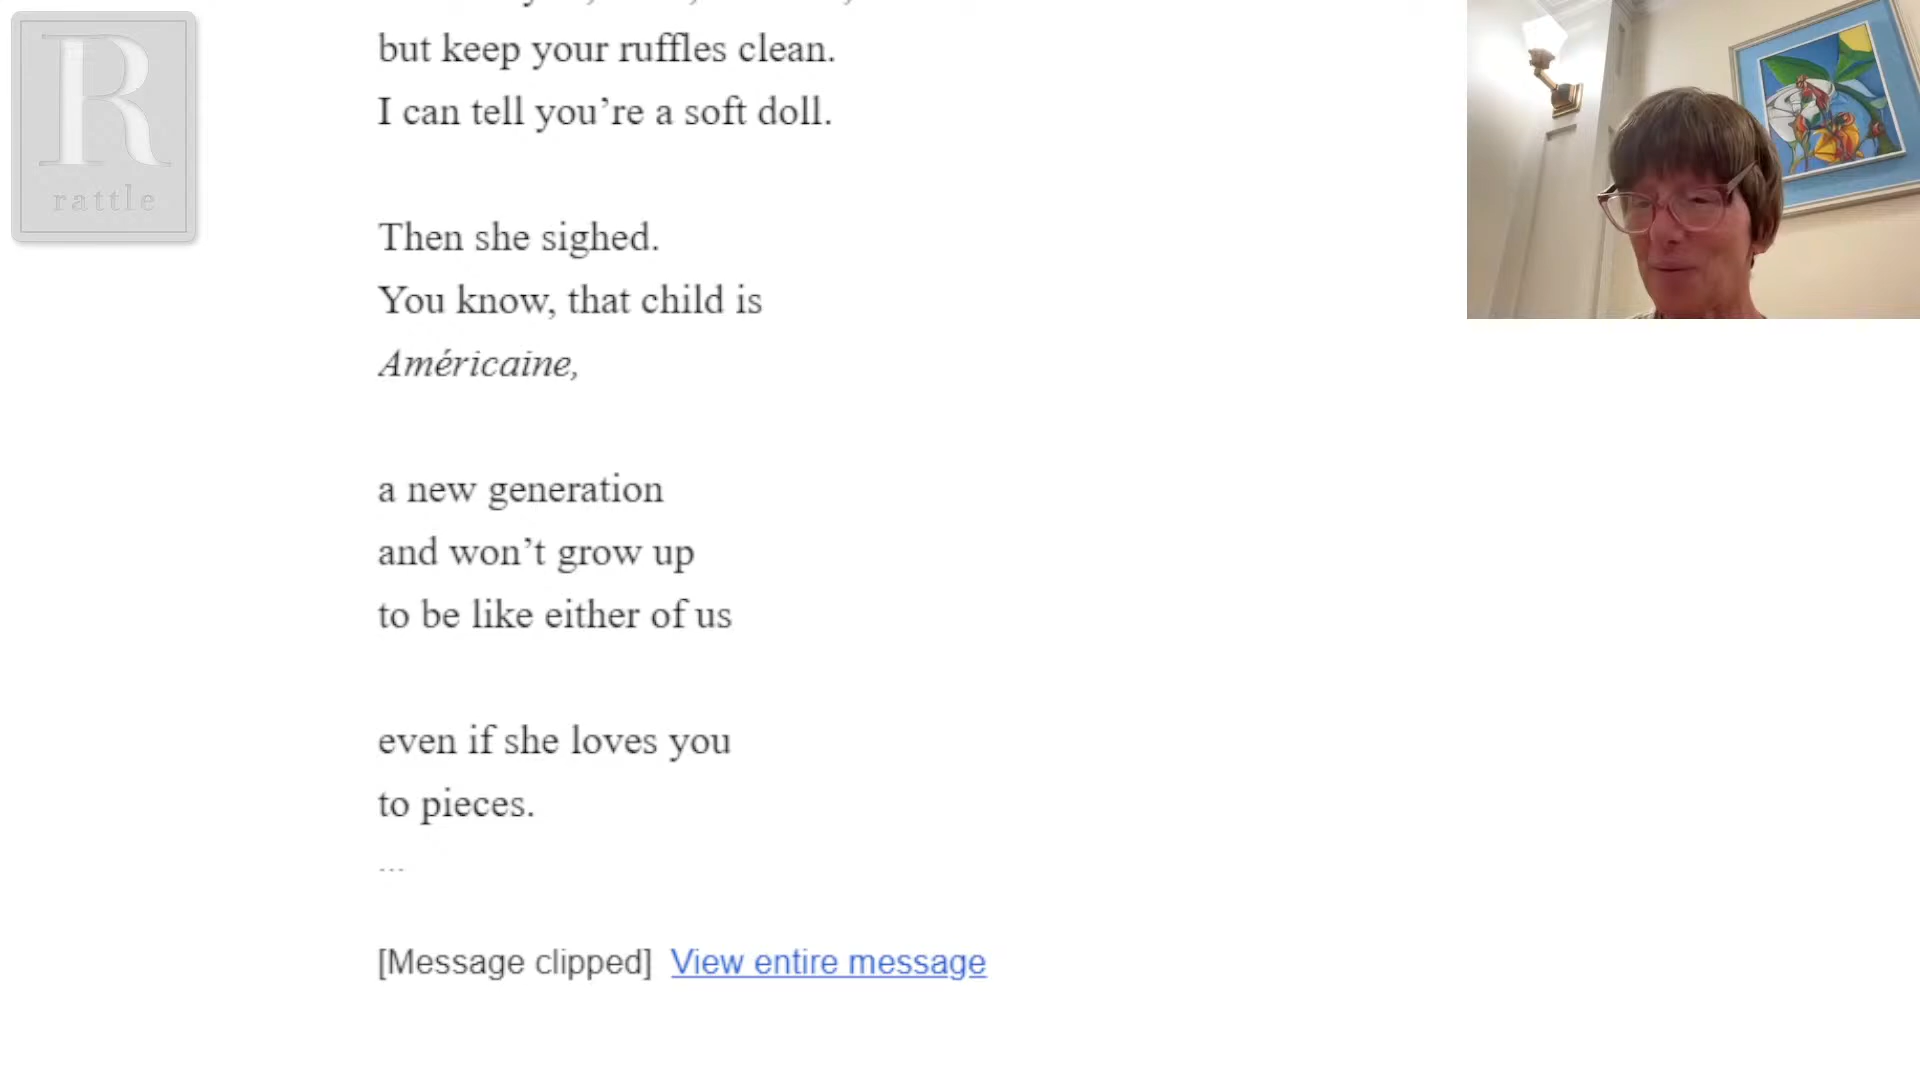 R
rattle
but keep your ruffles clean.
I can tell you’re a soft doll.
Then she sighed.
You know, that child is
Américaine,
a new generation
and won’t grow up
to be like either of us
even if she loves you
to pieces.
...
[Message clipped] View entire message